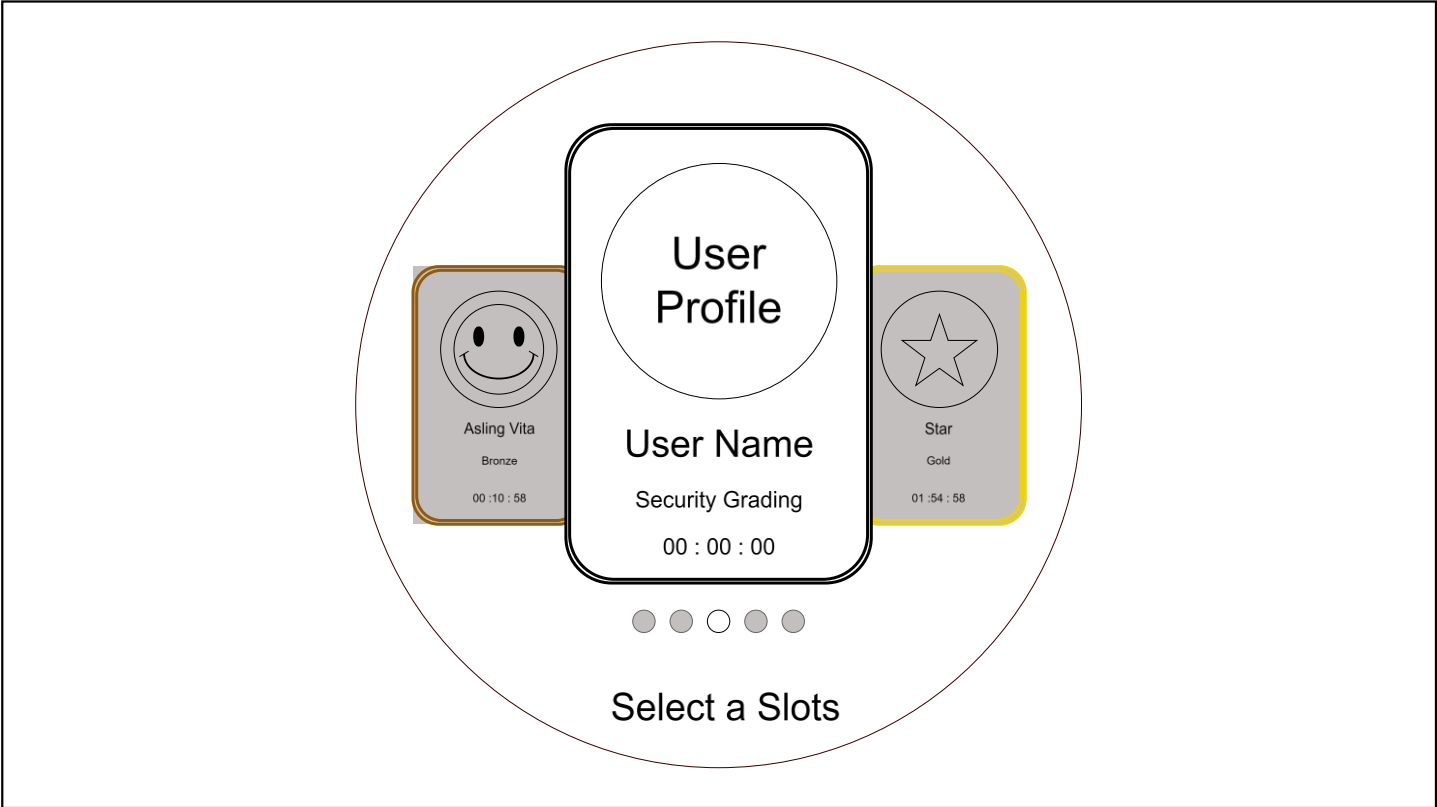 User
Profile
User Name
Security Grading
00 : 00 : 00
Asling Vita
Bronze
00 :10 : 58
Star
Gold
01 :54 : 58
Select a Slots